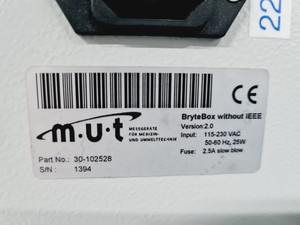 22
m·u·t
MESSGERÄTE
FÜR MEDIZIN-
UND UMWELTTECHNIK
CE
BryteBox without IEEE
Version:2.0
Input: 115-230 VAC
50-60 Hz, 25W
Fuse: 2.5A slow blow
Part No.: 30-102528
S/N : 1394